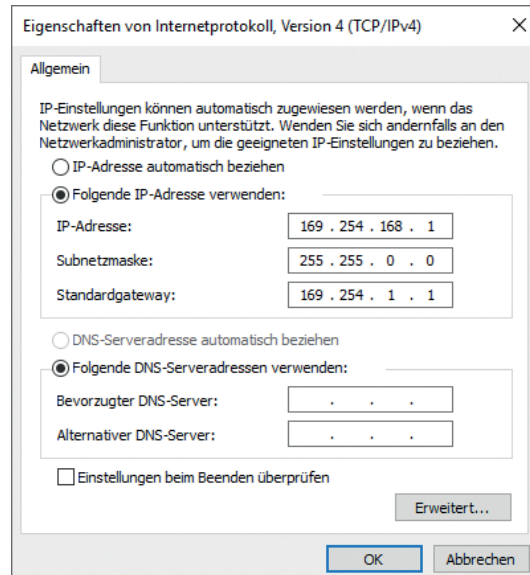 Eigenschaften von Internetprotokoll, Version 4 (TCP/IPv4)
Allgemein
IP-Einstellungen können automatisch zugewiesen werden, wenn das
Netzwerk diese Funktion unterstützt. Wenden Sie sich andernfalls an den
Netzwerkadministrator, um die geeigneten IP-Einstellungen zu beziehen.
IP-Adresse automatisch beziehen
Folgende IP-Adresse verwenden:
IP-Adresse: 169 . 254 . 168 . 1
Subnetzmaske: 255 . 255 . 0 . 0
Standardgateway: 169 . 254 . 1 . 1
DNS-Serveradresse automatisch beziehen
Folgende DNS-Serveradressen verwenden:
Bevorzugter DNS-Server: . . .
Alternativer DNS-Server: . . .
Einstellungen beim Beenden überprüfen
Erweitert...
OK Abbrechen